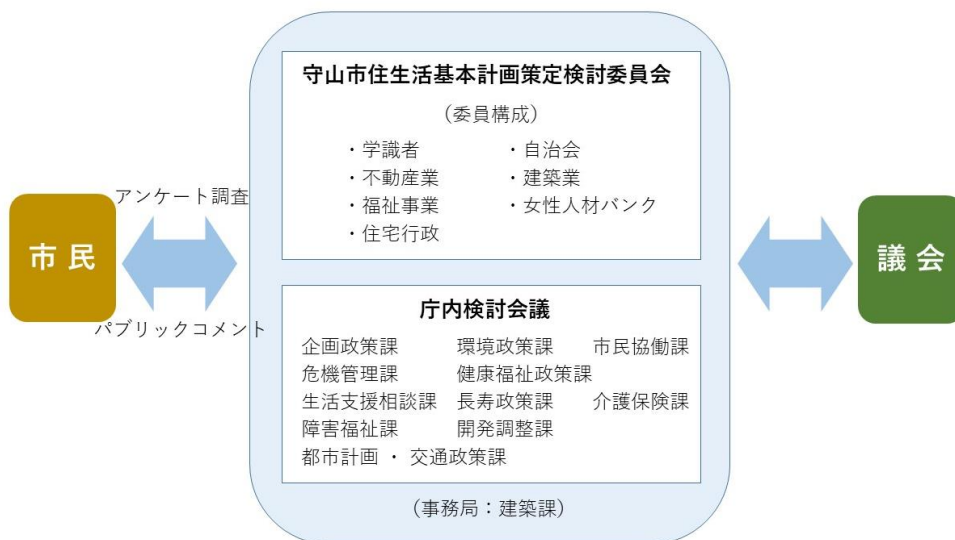 守山市住生活基本計画策定検討委員会
(委員構成)
・学識者 ・自治会
・不動産業 ・建築業
・福祉事業 ・女性人材バンク
・住宅行政
アンケート調査
市民
パブリックコメント
議会
庁内検討会議
企画政策課 環境政策課 市民協働課
危機管理課 健康福祉政策課
生活支援相談課 長寿政策課 介護保険課
障害福祉課 開発調整課
都市計画 ・ 交通政策課
(事務局:建築課)